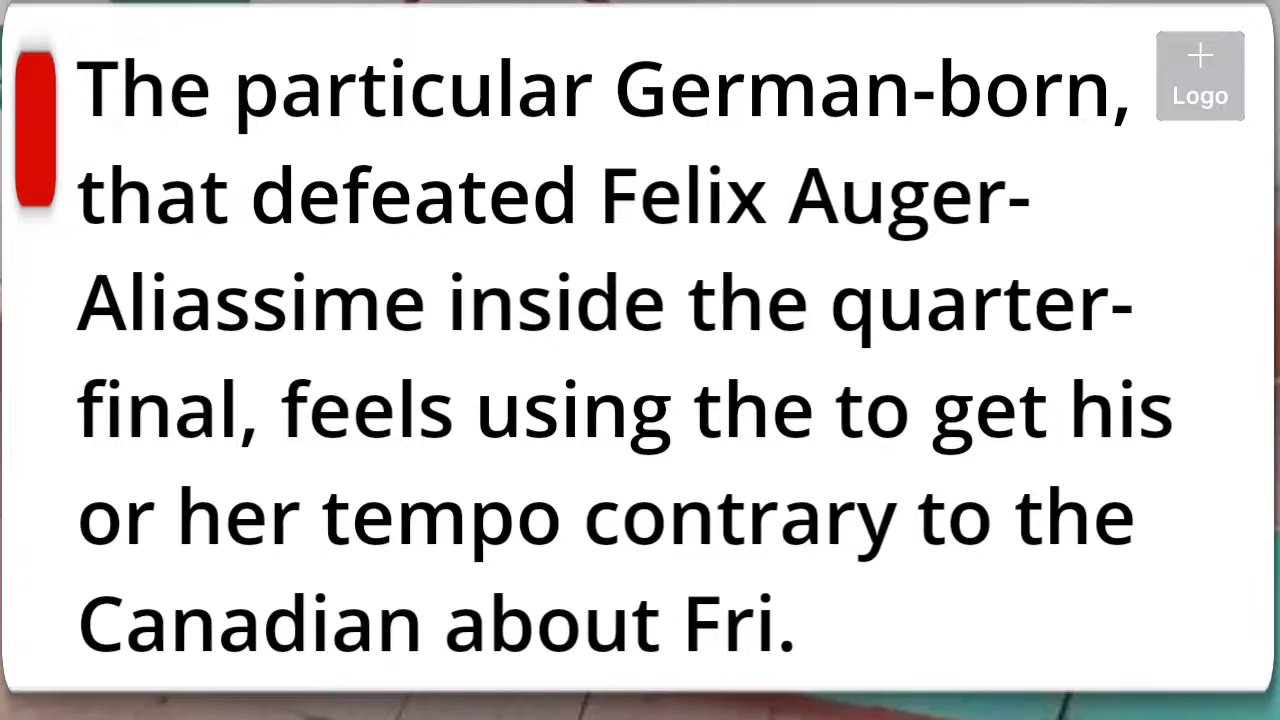 The particular German-born,
that defeated Felix Auger-
Aliassime inside the quarter-
final, feels using the to get his
or her tempo contrary to the
Canadian about Fri.
+
Logo